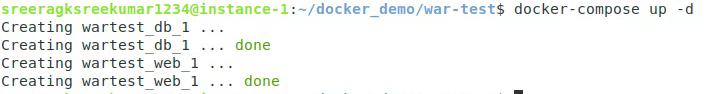 sreeragksreekumar1234@instance-1:~/docker_demo/war-test$ docker-compose up -d
Creating wartest_db_1 ...
Creating wartest_db_1 ... done
Creating wartest_web_1 ...
Creating wartest_web_1 ... done